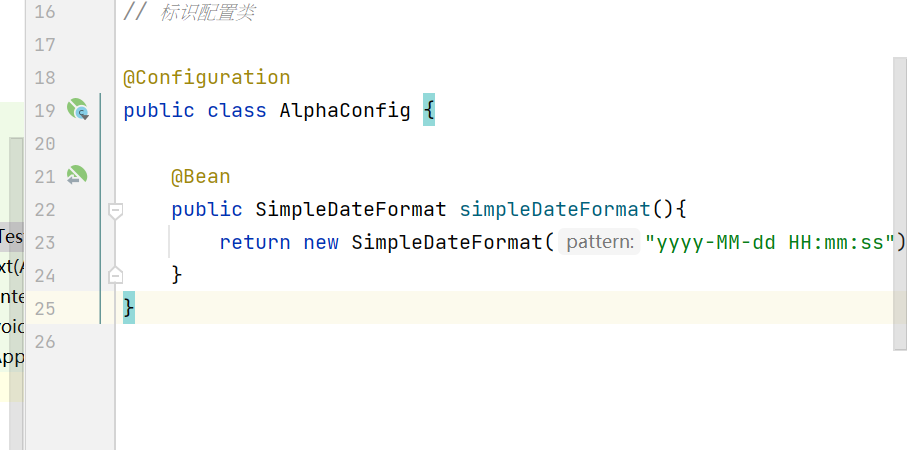 16 // 标识配置类
17
18 @Configuration
19 public class AlphaConfig {
20
21 @Bean
22 public SimpleDateFormat simpleDateFormat(){
Tes 23 return new SimpleDateFormat( pattern: "yyyy-MM-dd HH:mm:ss")
xt(A 24 }
nte 25 }
voic 26
App